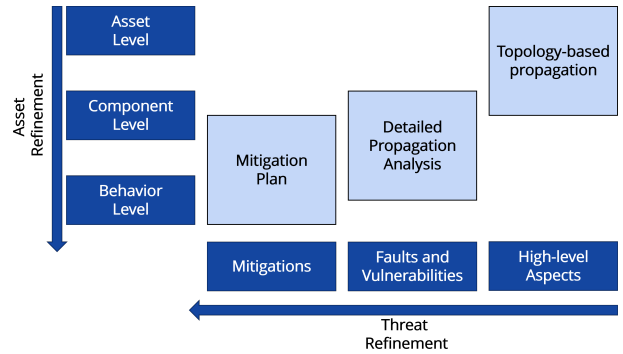 Asset
Level
Topology-based
propagation
Component
Level
Asset
Refinement
Detailed
Propagation
Analysis
Mitigation
Plan
Behavior
Level
Mitigations
Faults and
Vulnerabilities
High-level
Aspects
Threat
Refinement